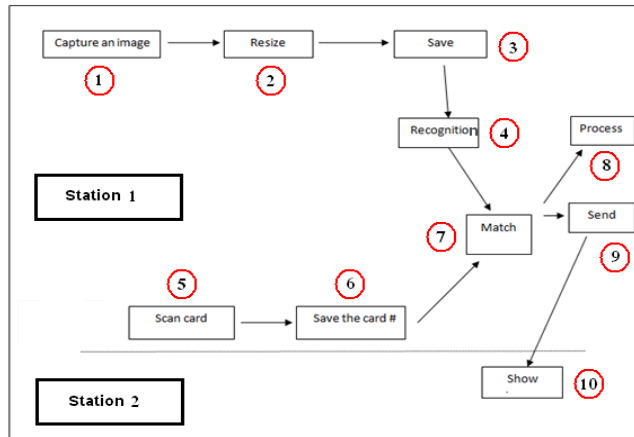 Capture an image
Resize
Save
1
2
3
Recognition
4
Process
8
Station 1
Match
7
Send
9
5
6
Scan card
Save the card #
Show
10
Station 2